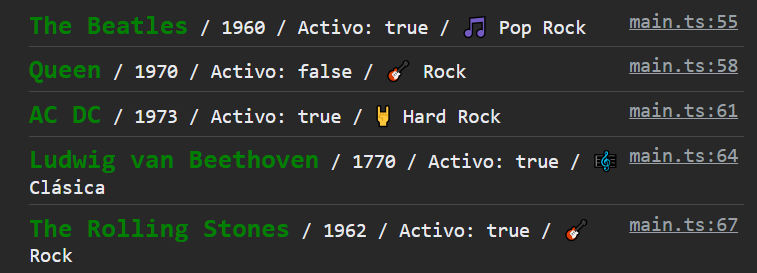 The Beatles / 1960 / Activo: true / 🎵 Pop Rock main.ts:55
Queen / 1970 / Activo: false / 🎸 Rock main.ts:58
AC DC / 1973 / Activo: true / 🤘 Hard Rock main.ts:61
Ludwig van Beethoven / 1770 / Activo: true / 🎼 main.ts:64
Clásica
The Rolling Stones / 1962 / Activo: true / 🎸 main.ts:67
Rock